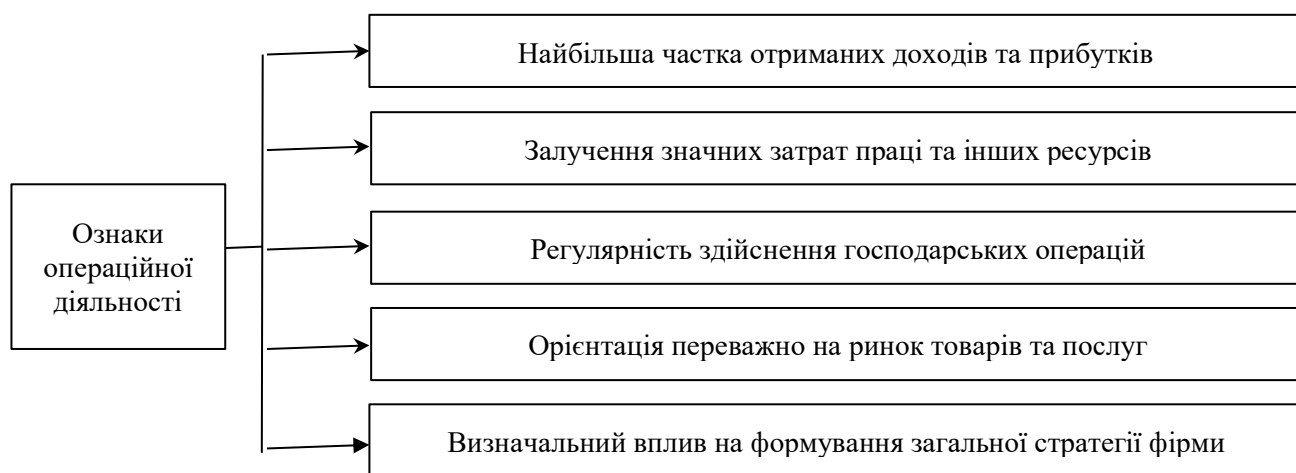 Найбільша частка отриманих доходів та прибутків
Залучення значних затрат праці та інших ресурсів
Ознаки
операційної
діяльності
Регулярність здійснення господарських операцій
Орієнтація переважно на ринок товарів та послуг
Визначальний вплив на формування загальної стратегії фірми